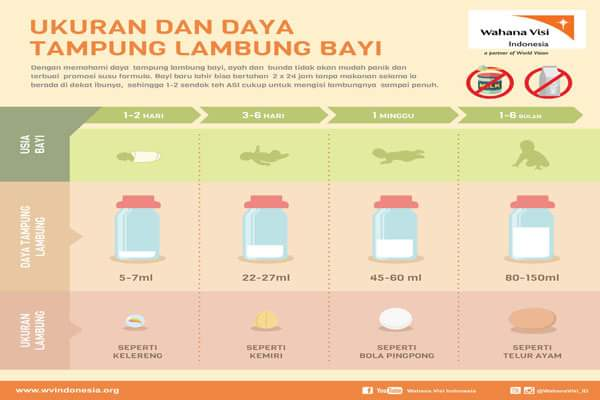 UKURAN DAN DAYA
TAMPUNG LAMBUNG BAYI
Dengan memahami daya tampung lambung bayi, ayah dan bunda tidak akan mudah panik dan
terbuai promosi susu formula. Bayi baru lahir bisa bertahan 2 x 24 jam tanpa makanan selama ia
berada di dekat ibunya, sehingga 1-2 sendok teh ASI cukup untuk mengisi lambungnya sampai penuh.
Wahana Visi
Indonesia
a partner of World Vision
USIA
BAYI
1-2 HARI
3-6 HARI
1 MINGGU
1-6 BULAN
DAYA TAMPUNG
LAMBUNG
5-7ml
22-27ml
45-60 ml
80-150ml
UKURAN
LAMBUNG
SEPERTI
KELERENG
SEPERTI
KEMIRI
SEPERTI
BOLA PINGPONG
SEPERTI
TELUR AYAM
www.wvindonesia.org
f YouTube Wahana Visi Indonesia
@WahanaVisi_ID